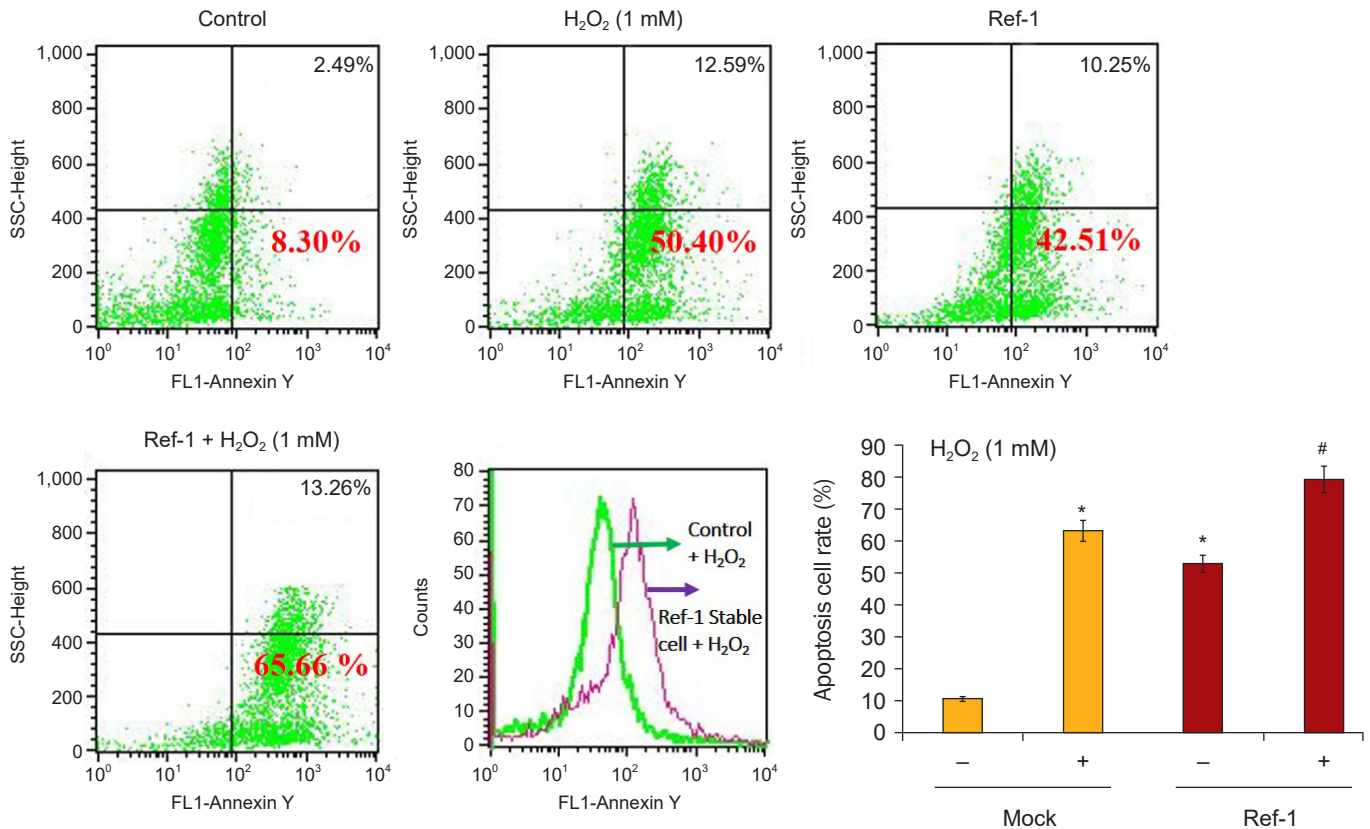 Control
1,000
800
600
400
200
0
SSC-Height
2.49%
8.30%
10⁰ 10¹ 10² 10³ 10⁴
FL1-Annexin Y
H₂O₂ (1 mM)
1,000
800
600
400
200
0
SSC-Height
12.59%
50.40%
10⁰ 10¹ 10² 10³ 10⁴
FL1-Annexin Y
Ref-1
1,000
800
600
400
200
0
SSC-Height
10.25%
42.51%
10⁰ 10¹ 10² 10³ 10⁴
FL1-Annexin Y
Ref-1 + H₂O₂ (1 mM)
1,000
800
600
400
200
0
SSC-Height
13.26%
65.66 %
10⁰ 10¹ 10² 10³ 10⁴
FL1-Annexin Y
80
70
60
50
40
30
20
10
0
Counts
Control
+ H₂O₂
Ref-1 Stable
cell + H₂O₂
10⁰ 10¹ 10² 10³ 10⁴
FL1-Annexin Y
H₂O₂ (1 mM)
90
80
70
60
50
40
30
20
10
0
Apoptosis cell rate (%)
* * #
– + – +
Mock Ref-1